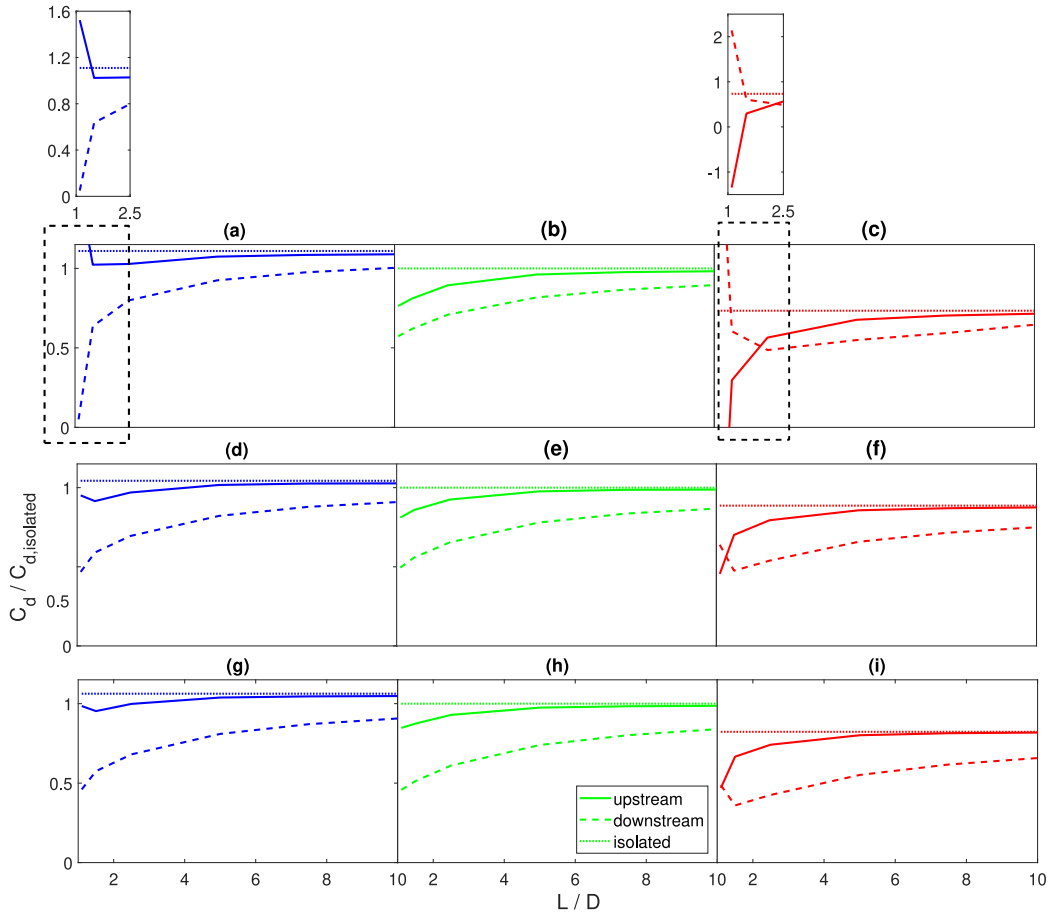 1.6
1.2
0.8
0.4
0
1 2.5
2
1
0
-1
1 2.5
(a) (b) (c)
1
0.5
0
(d) (e) (f)
1
0.5
0
C_d / C_d,isolated
(g) (h) (i)
1
0.5
0
upstream
downstream
isolated
2 4 6 8 10 2 4 6 8 10 2 4 6 8 10
L / D